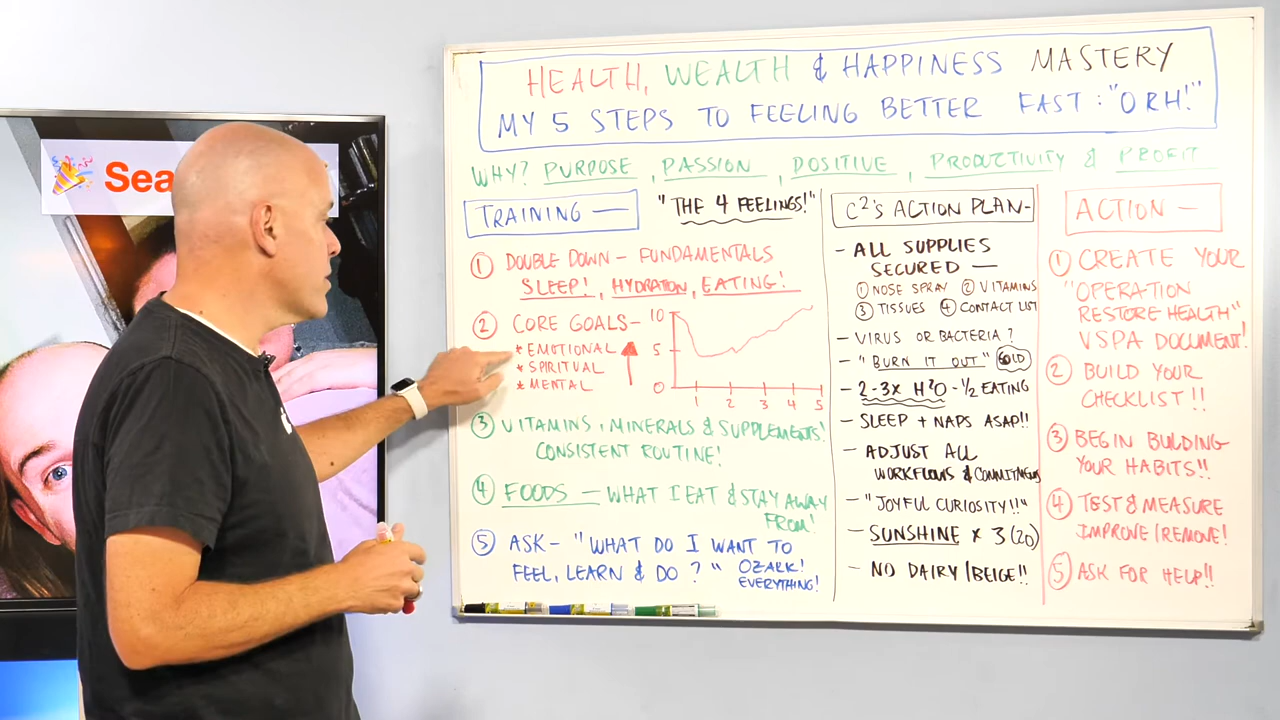 Sea
HEALTH, WEALTH & HAPPINESS MASTERY
MY 5 STEPS TO FEELING BETTER FAST: "ORH!"
WHY? PURPOSE, PASSION, POSITIVE, PRODUCTIVITY & PROFIT
TRAINING —
"THE 4 FEELINGS!"
① DOUBLE DOWN - FUNDAMENTALS
SLEEP!, HYDRATION, EATING!
② CORE GOALS-
* EMOTIONAL
* SPIRITUAL
* MENTAL
10
5
0
1 2 3 4 5
③ VITAMINS, MINERALS & SUPPLEMENTS!
CONSISTENT ROUTINE!
④ FOODS — WHAT I EAT & STAY AWAY
FROM!
⑤ ASK- "WHAT DO I WANT TO
FEEL, LEARN & DO?" OZARK!
EVERYTHING!
C²'s ACTION PLAN-
- ALL SUPPLIES
SECURED —
① NOSE SPRAY ② VITAMINS
③ TISSUES ④ CONTACT LIST
- VIRUS OR BACTERIA?
- "BURN IT OUT" GOLD
- 2-3X H²O - ½ EATING
- SLEEP + NAPS ASAP!!
- ADJUST ALL
WORKFLOWS & COMMITMENTS
- "JOYFUL CURIOSITY!!"
- SUNSHINE x 3 (20)
- NO DAIRY/BEIGE!!
ACTION —
① CREATE YOUR
"OPERATION
RESTORE HEALTH"
VSPA DOCUMENT!
② BUILD YOUR
CHECKLIST!!
③ BEGIN BUILDING
YOUR HABITS!!
④ TEST & MEASURE
IMPROVE/REMOVE!
⑤ ASK FOR HELP!!